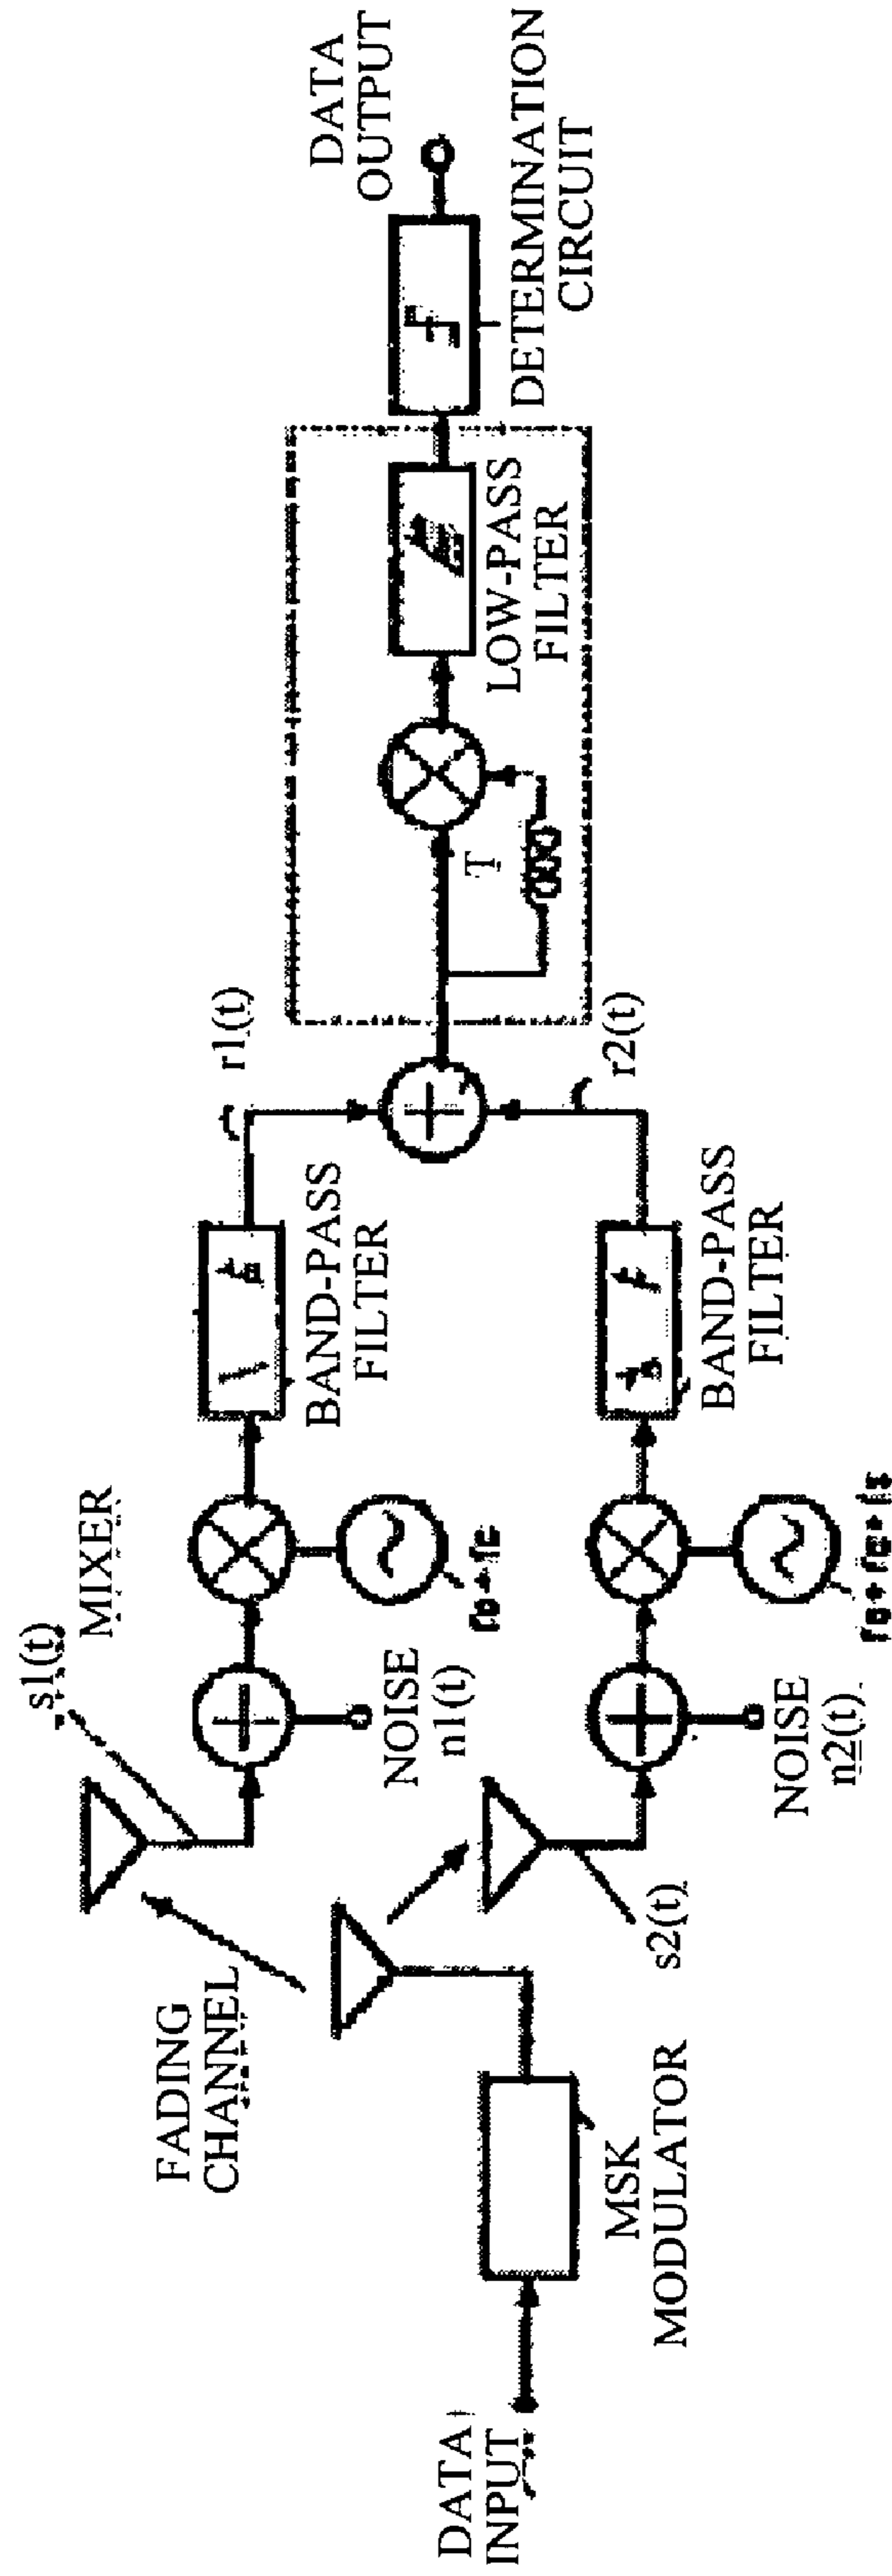 DATA
INPUT
MSK
MODULATOR
FADING
CHANNEL
s1(t)
s2(t)
NOISE
n1(t)
NOISE
n2(t)
MIXER
BAND-PASS
FILTER
BAND-PASS
FILTER
r1(t)
r2(t)
T
LOW-PASS
FILTER
DETERMINATION
CIRCUIT
DATA
OUTPUT